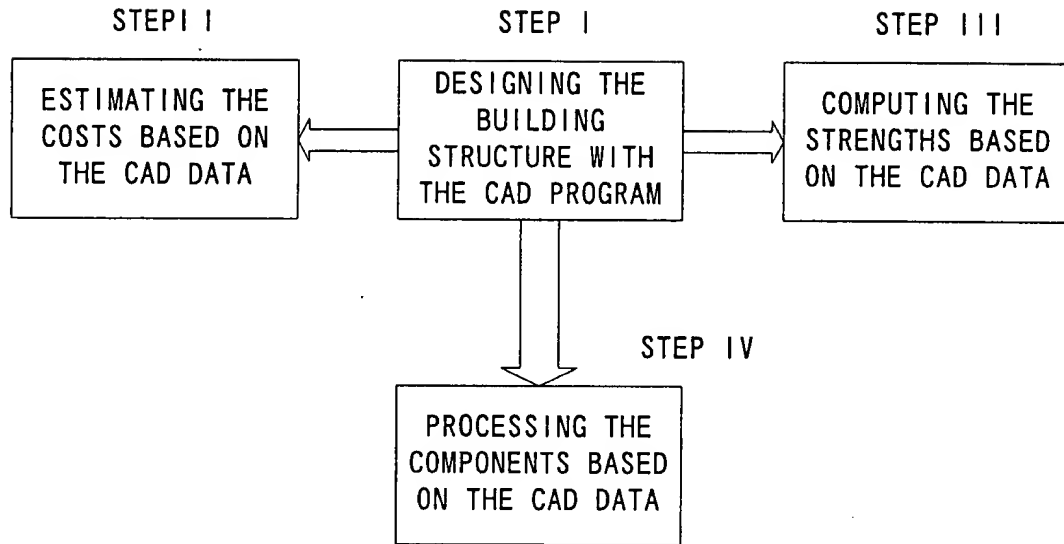 STEPI I
ESTIMATING THE
COSTS BASED ON
THE CAD DATA
STEP I
DESIGNING THE
BUILDING
STRUCTURE WITH
THE CAD PROGRAM
STEP III
COMPUTING THE
STRENGTHS BASED
ON THE CAD DATA
STEP IV
PROCESSING THE
COMPONENTS BASED
ON THE CAD DATA